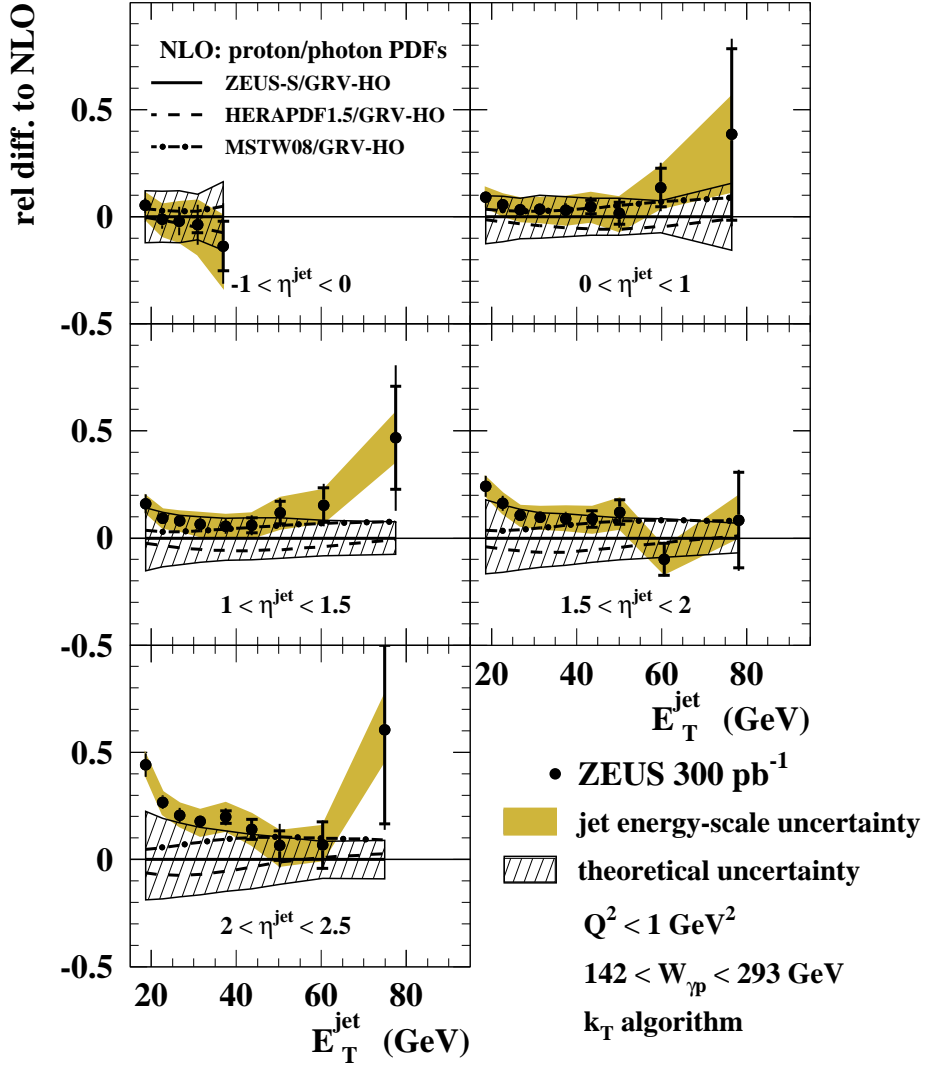 rel diff. to NLO
NLO: proton/photon PDFs
ZEUS-S/GRV-HO
HERAPDF1.5/GRV-HO
MSTW08/GRV-HO
0.5
0
-0.5
-1 < η^jet < 0
0 < η^jet < 1
0.5
0
-0.5
1 < η^jet < 1.5
1.5 < η^jet < 2
20 40 60 80
E_T^jet (GeV)
0.5
0
-0.5
2 < η^jet < 2.5
20 40 60 80
E_T^jet (GeV)
ZEUS 300 pb^-1
jet energy-scale uncertainty
theoretical uncertainty
Q^2 < 1 GeV^2
142 < W_γp < 293 GeV
k_T algorithm